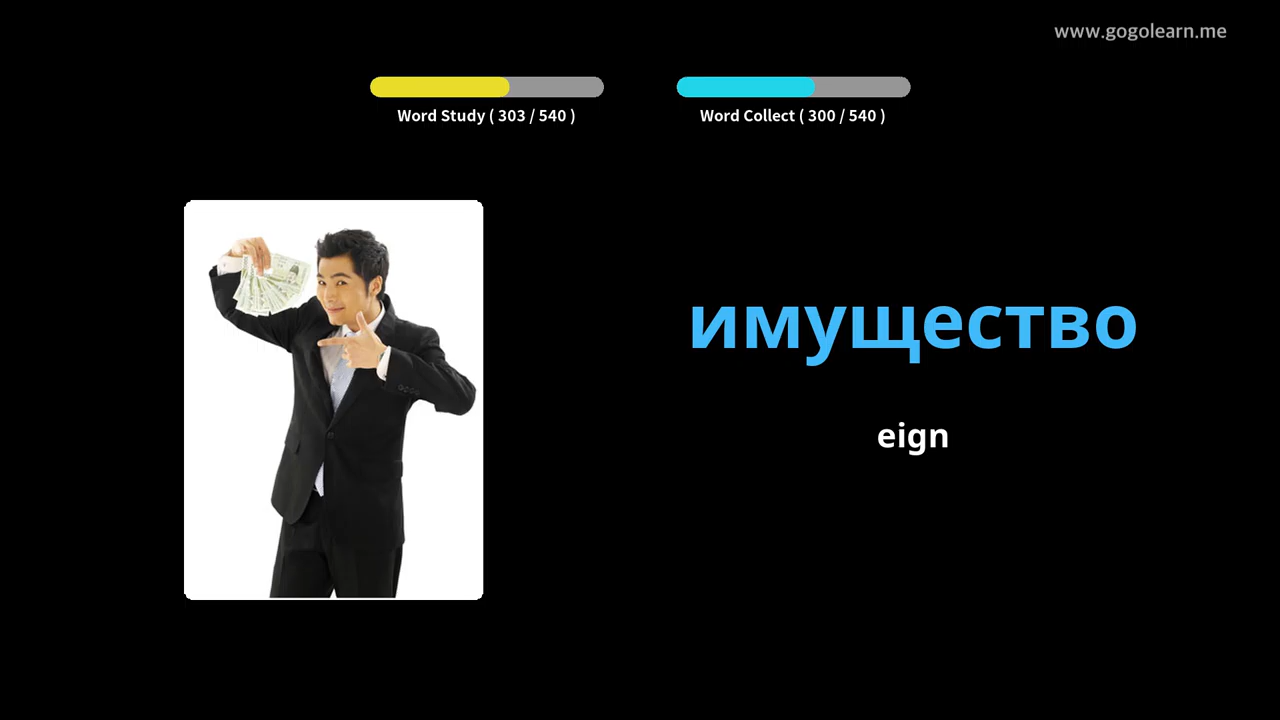 www.gogolearn.me
Word Study ( 303 / 540 )
Word Collect ( 300 / 540 )
имущество
eign